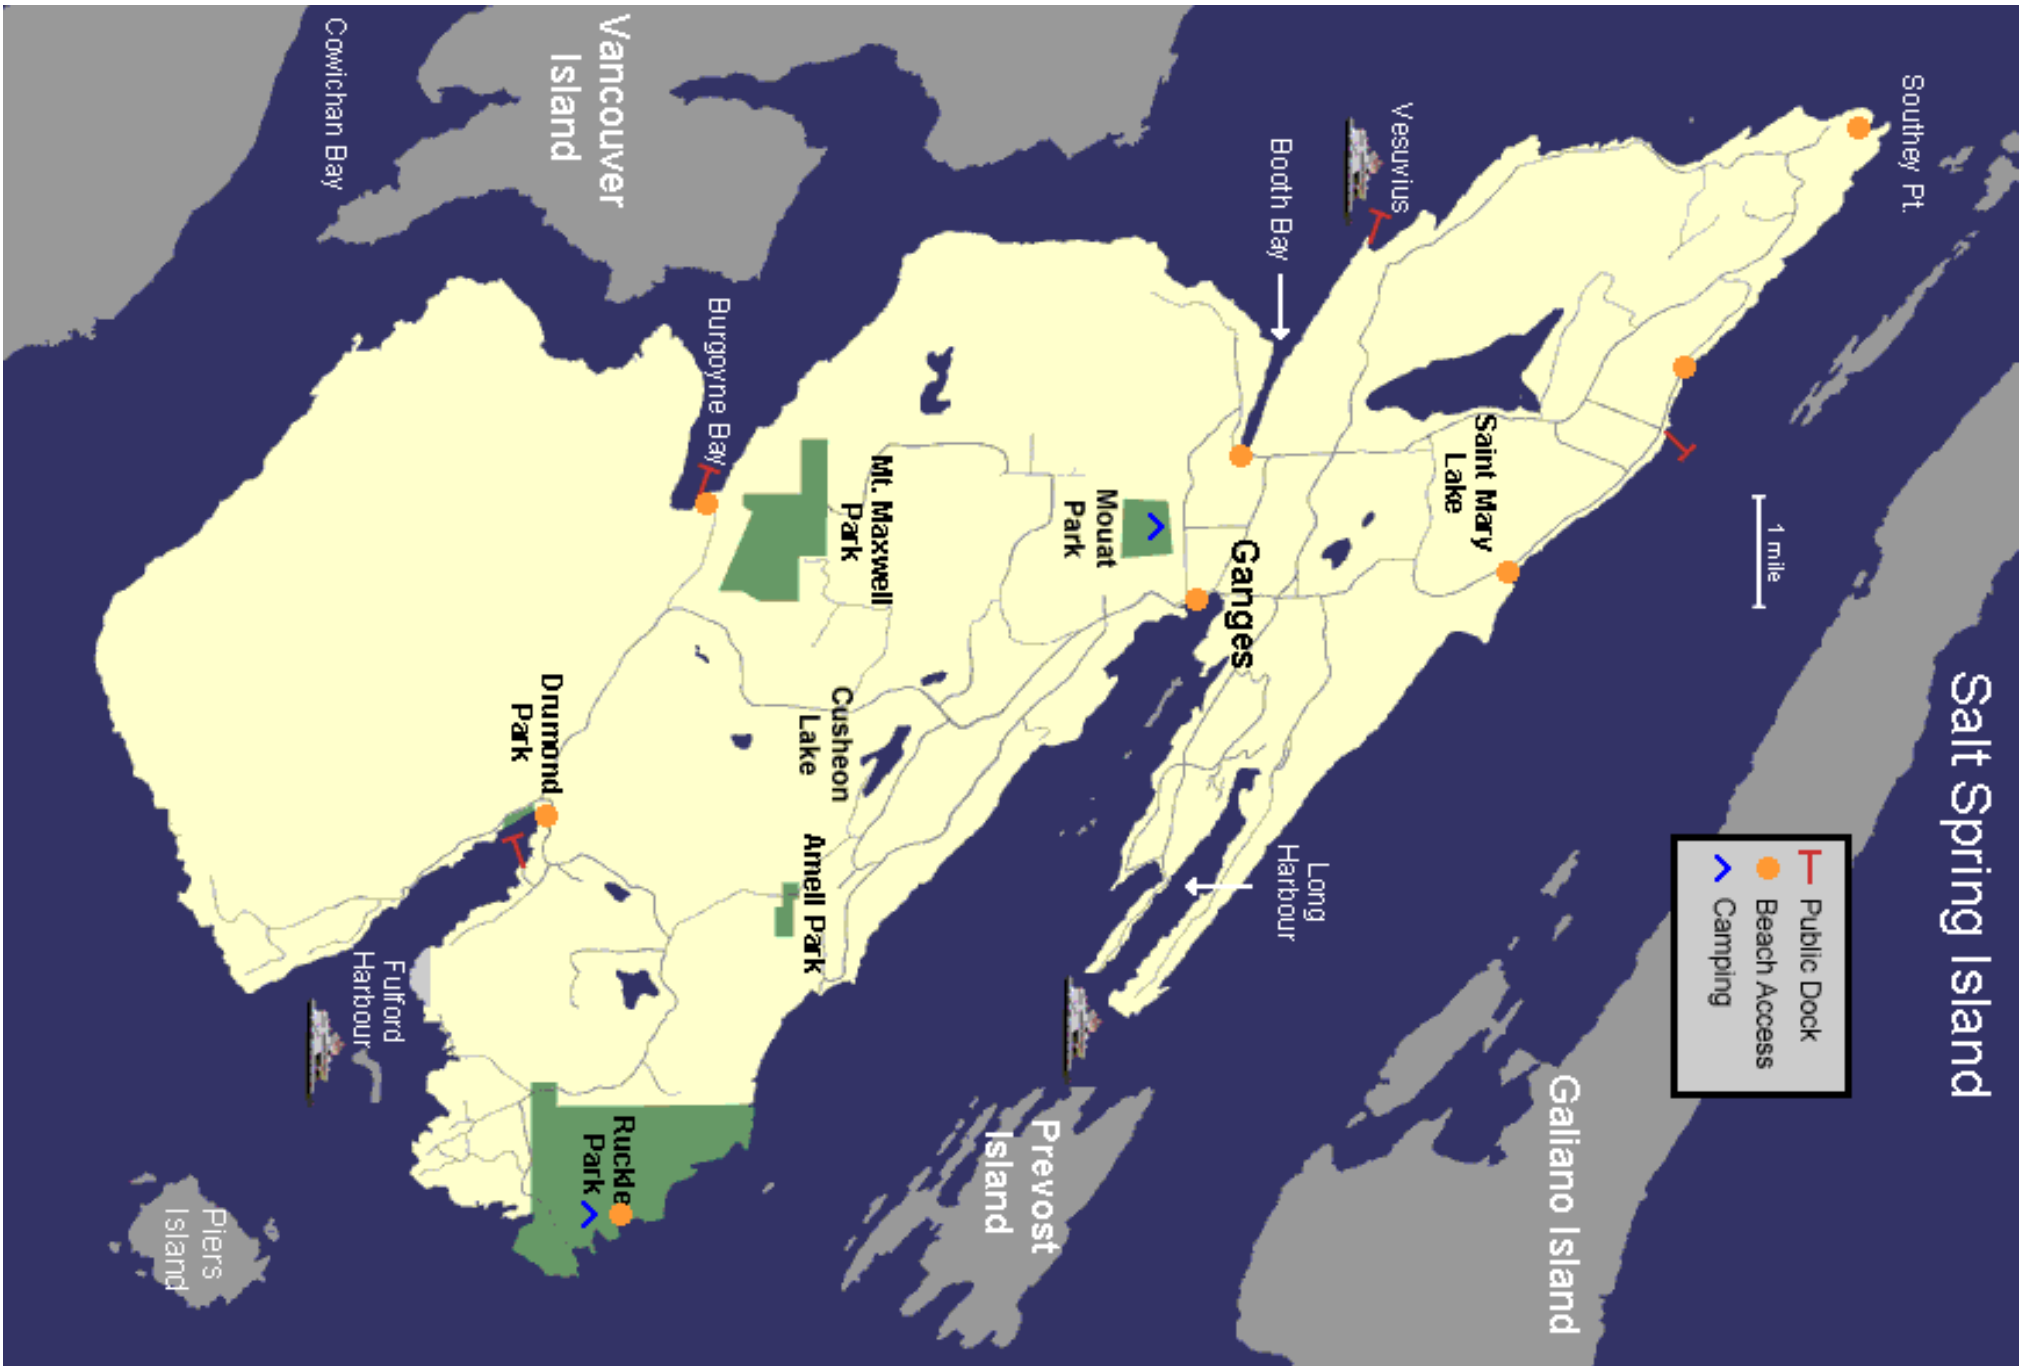 Salt Spring Island
Southey Pt.
1 mile
Public Dock
Beach Access
Camping
Galiano Island
Vesuvius
Booth Bay
Saint Mary
Lake
Ganges
Long
Harbour
Mouat
Park
Prevost
Island
Vancouver
Island
Cowichan Bay
Burgoyne Bay
Mt. Maxwell
Park
Cusheon
Lake
Arnell Park
Drumond
Park
Ruckle
Park
Fulford
Harbour
Piers
Island